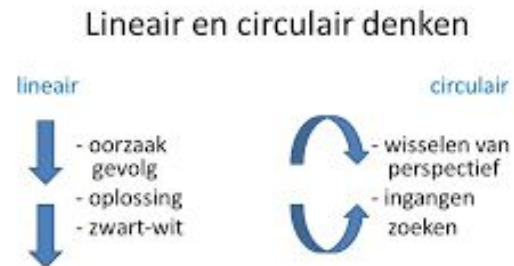 Lineair en circulair denken
lineair
- oorzaak
gevolg
- oplossing
- zwart-wit
circulair
- wisselen van
perspectief
- ingangen
zoeken